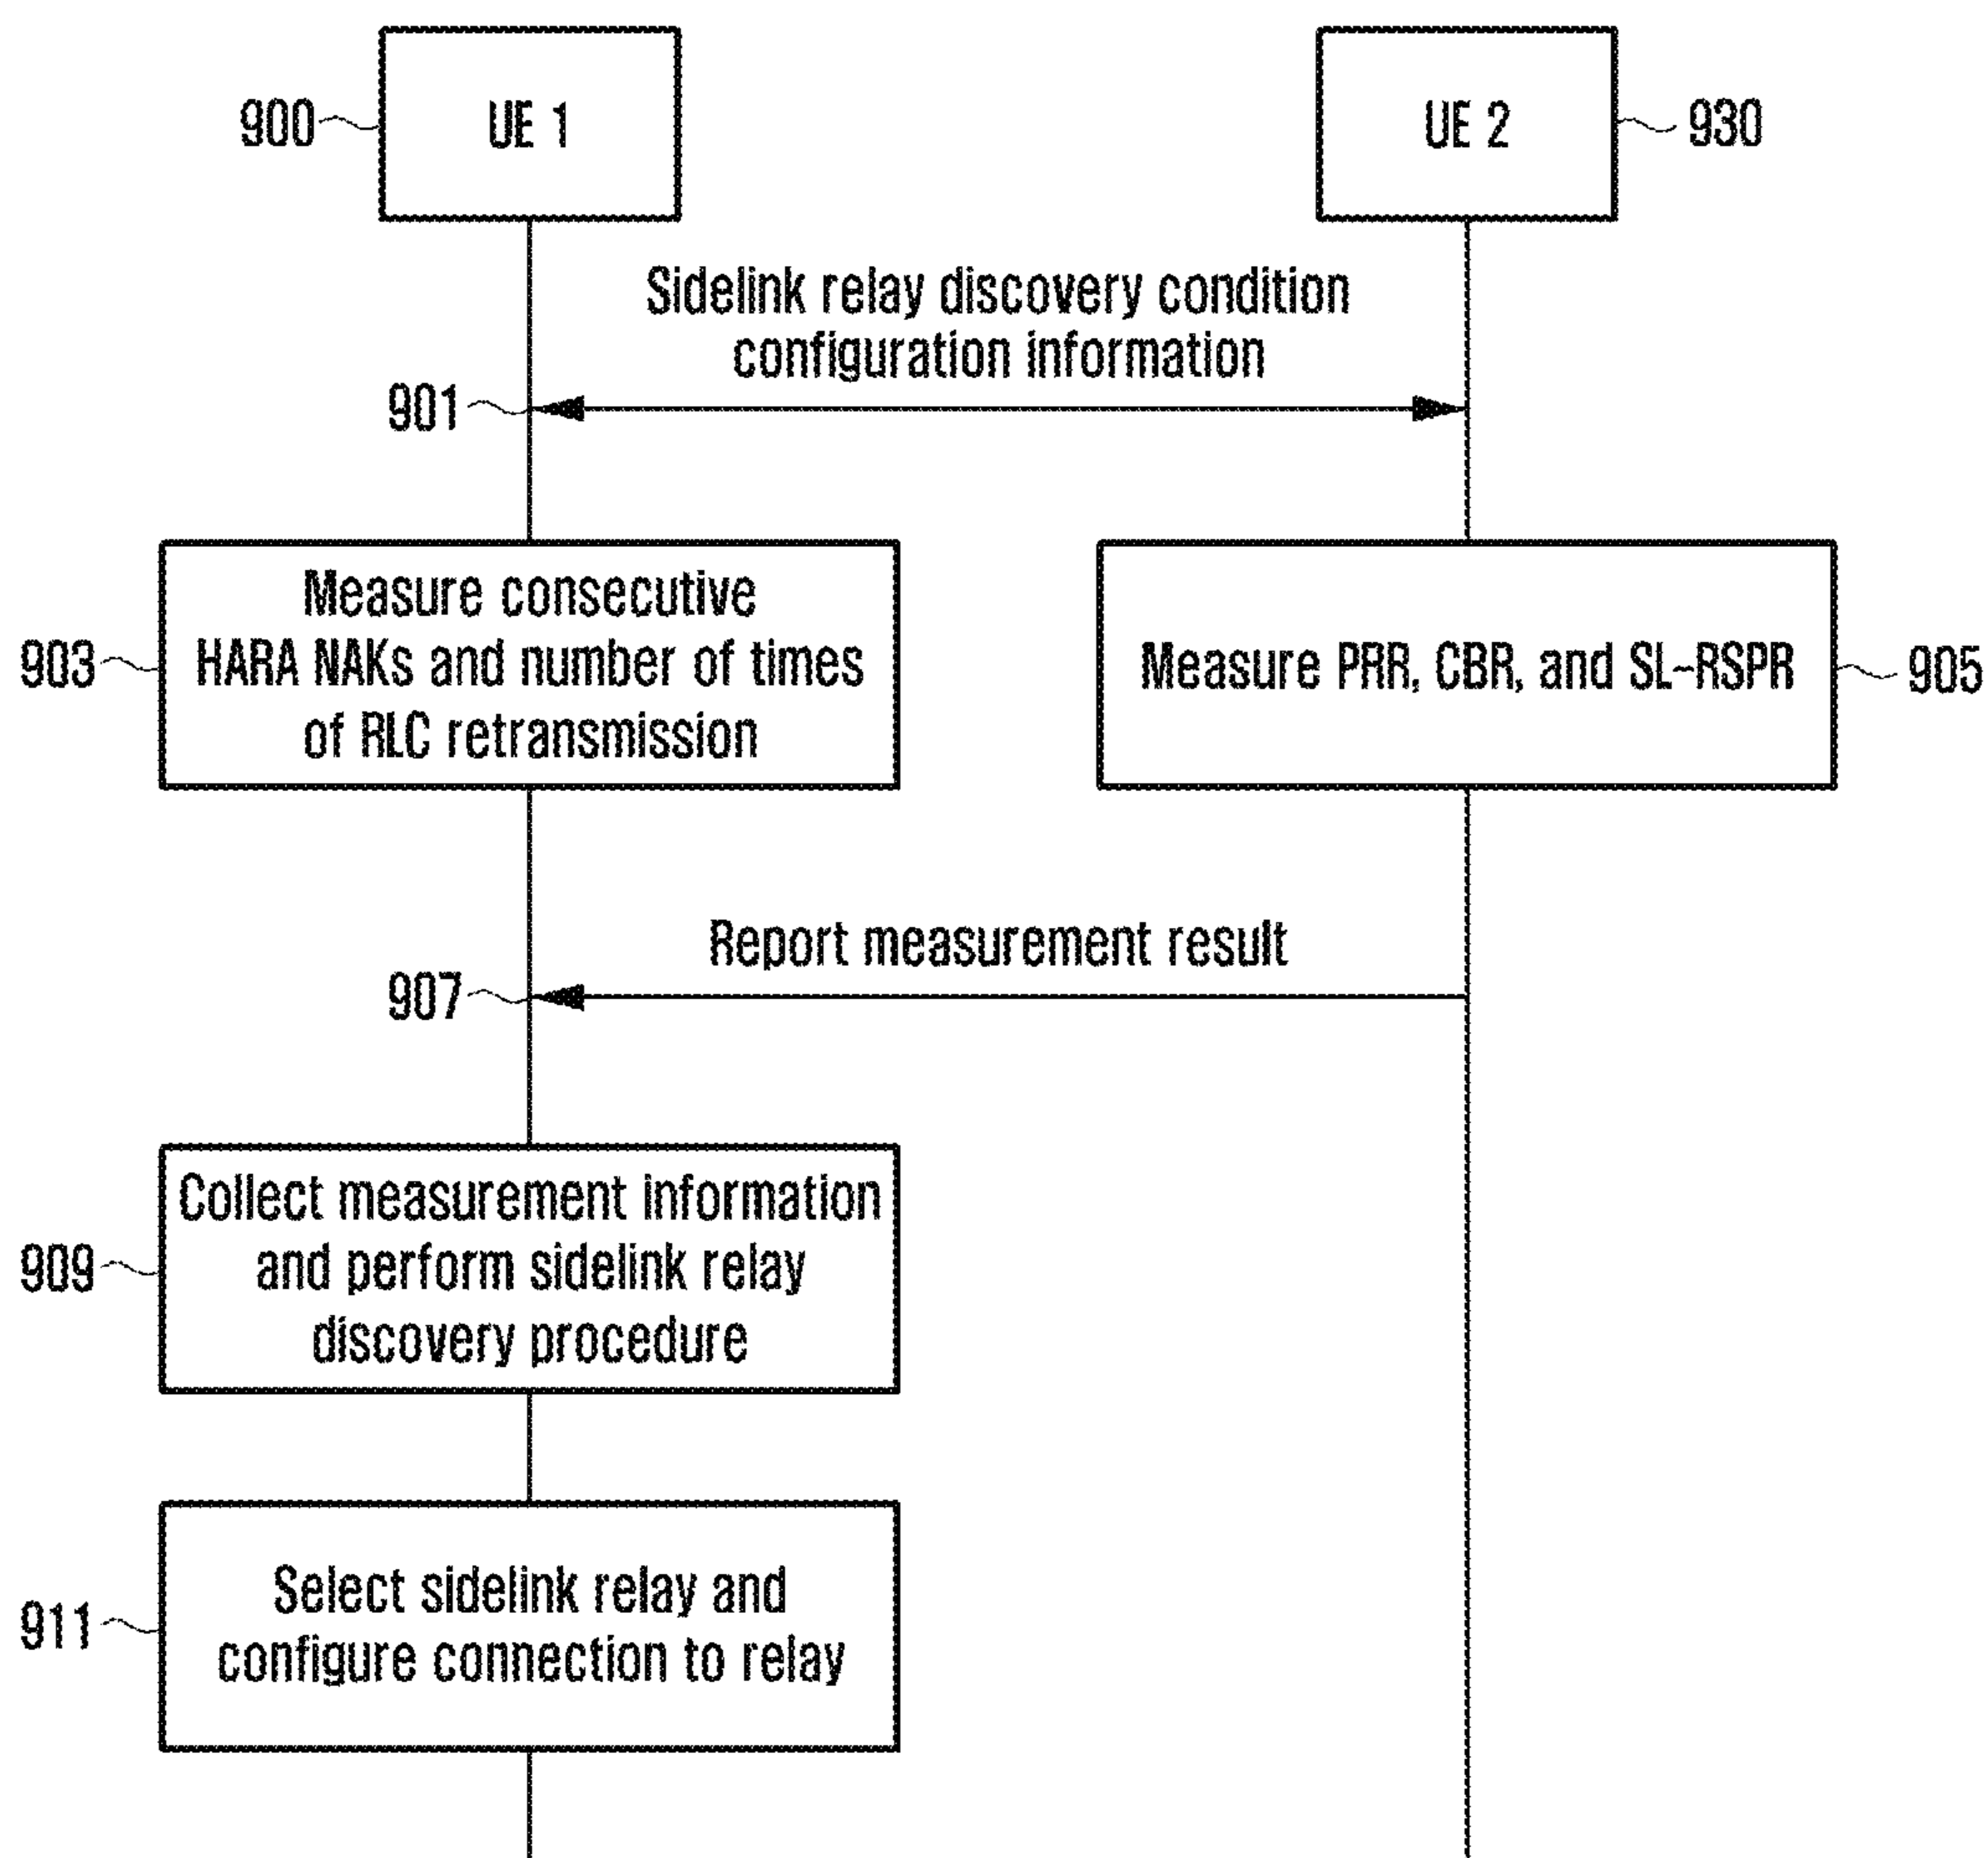 900
UE 1
UE 2
930
Sidelink relay discovery condition
configuration information
901
Measure consecutive
HARA NAKs and number of times
of RLC retransmission
903
Measure PRR, CBR, and SL-RSPR
905
Report measurement result
907
Collect measurement information
and perform sidelink relay
discovery procedure
909
Select sidelink relay and
configure connection to relay
911